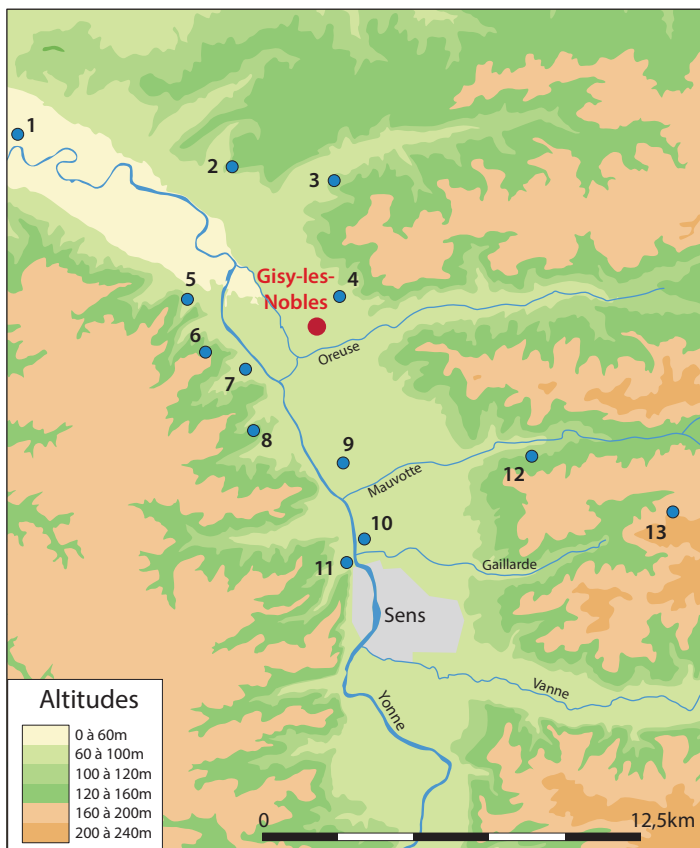 1
2
3
5
Gisy-les-
Nobles
4
6
Oreuse
7
8
9
12
Mauvotte
10
13
11
Gaillarde
Sens
Vanne
Yonne
Altitudes
0 à 60m
60 à 100m
100 à 120m
120 à 160m
160 à 200m
200 à 240m
0
12,5km